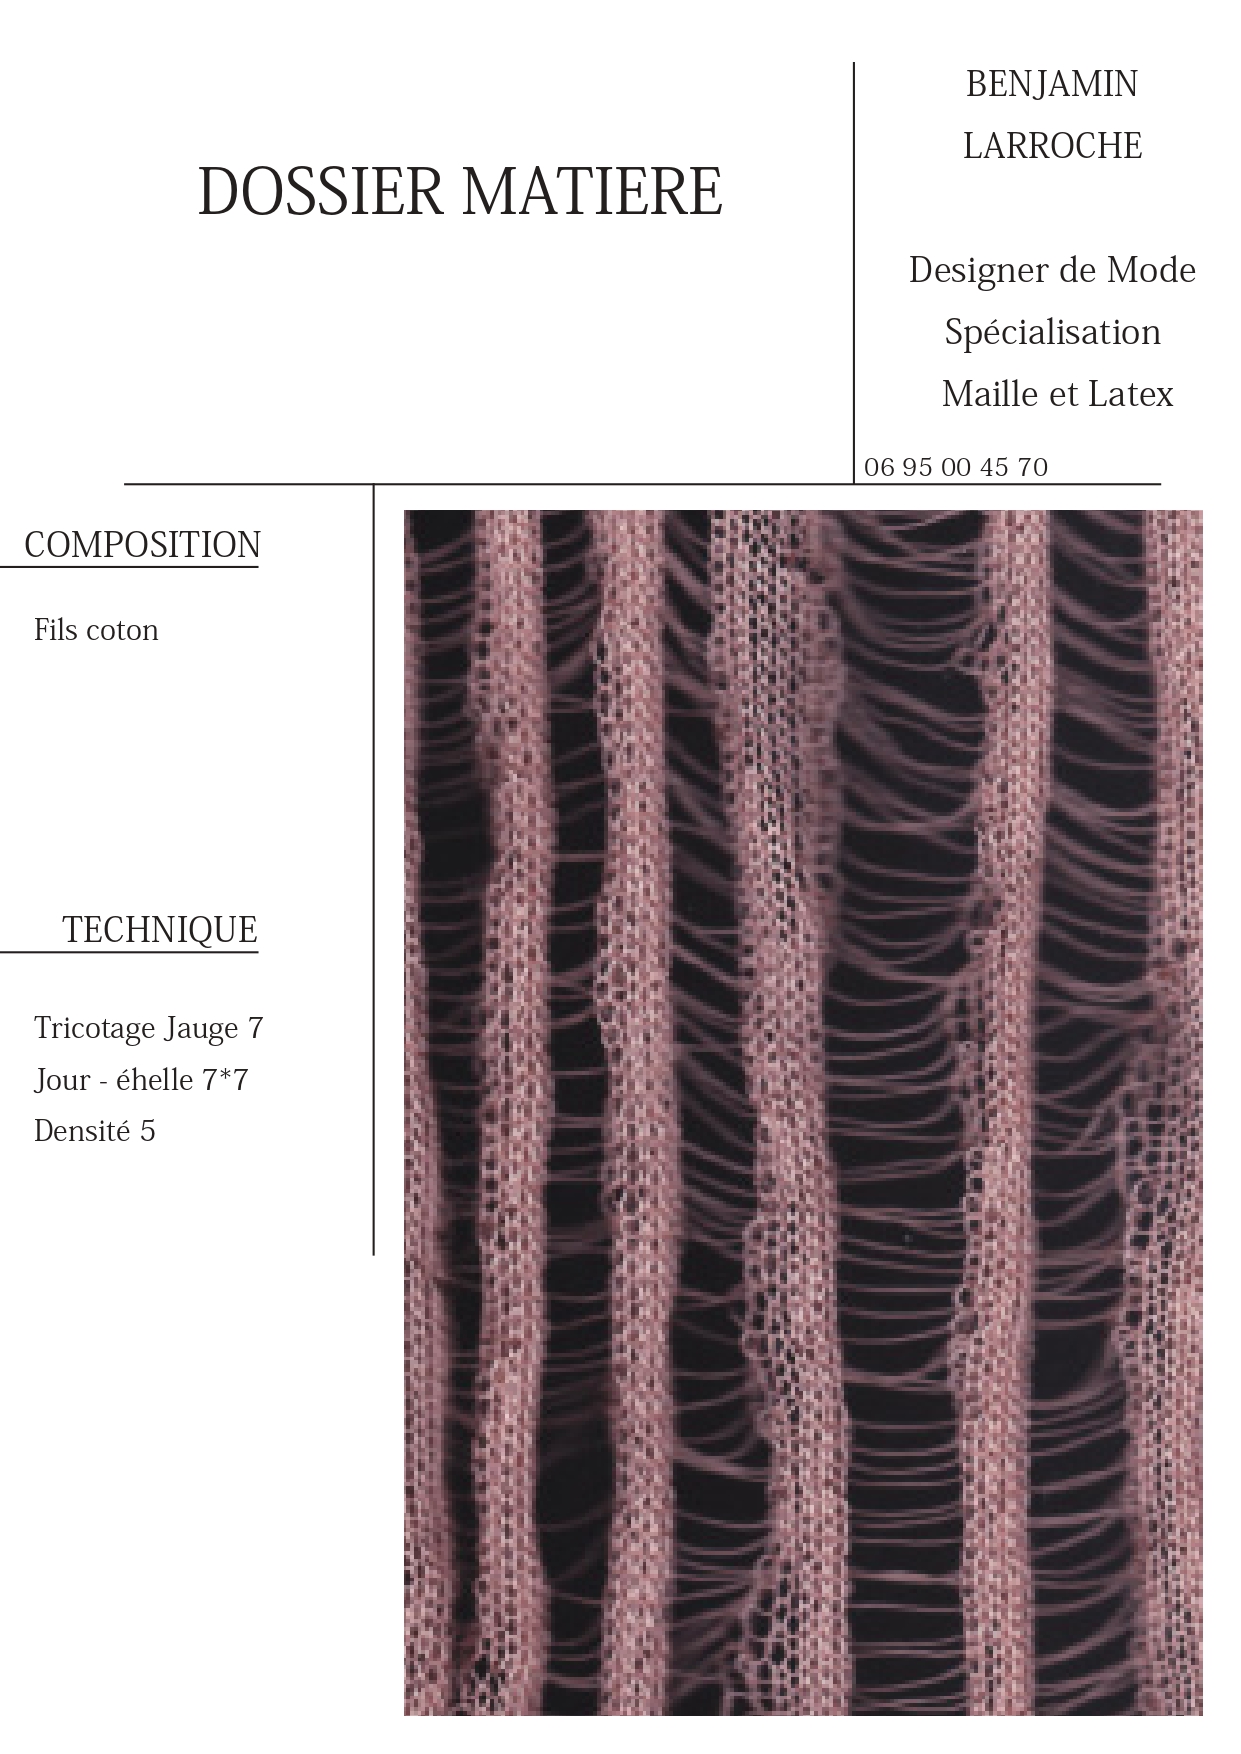 DOSSIER MATIERE
BENJAMIN
LARROCHE
Designer de Mode
Spécialisation
Maille et Latex
06 95 00 45 70
COMPOSITION
Fils coton
TECHNIQUE
Tricotage Jauge 7
Jour - éhelle 7*7
Densité 5